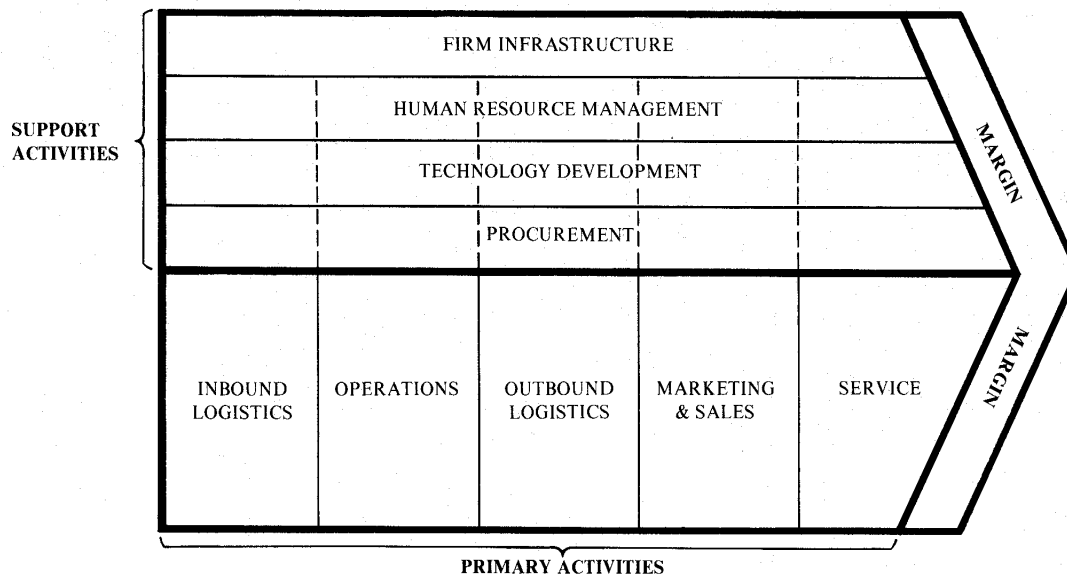 FIRM INFRASTRUCTURE
HUMAN RESOURCE MANAGEMENT
SUPPORT
ACTIVITIES
TECHNOLOGY DEVELOPMENT
PROCUREMENT
MARGIN
MARGIN
INBOUND
LOGISTICS
OPERATIONS
OUTBOUND
LOGISTICS
MARKETING
& SALES
SERVICE
PRIMARY ACTIVITIES